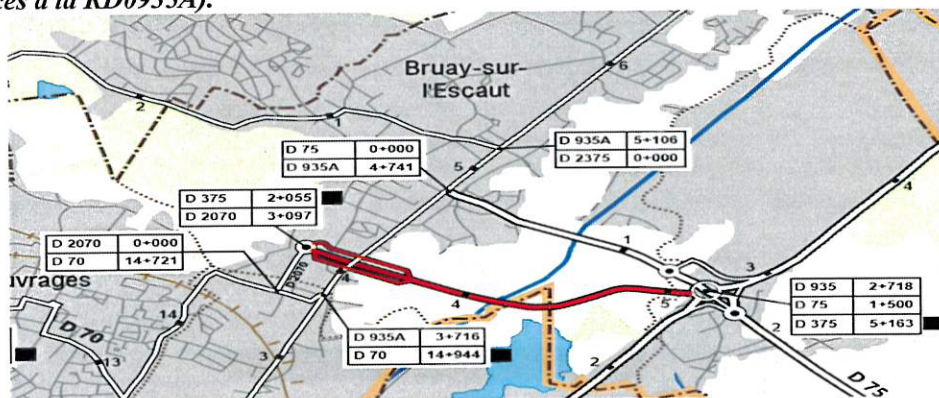 ces à la RD0935A).
Bruay-sur-
l'Escaut
6
2
1
D 75 0+000
D 935A 4+741
5
D 935A 5+106
D 2375 0+000
4
D 375 2+055
D 2070 3+097
D 2070 0+000
D 70 14+721
uvrages
D2070
4
1
3
4
5
D 935 2+718
D 75 1+500
D 375 5+163
14
D 70
13
3
D 935A 3+716
D 70 14+944
2
2
D 75